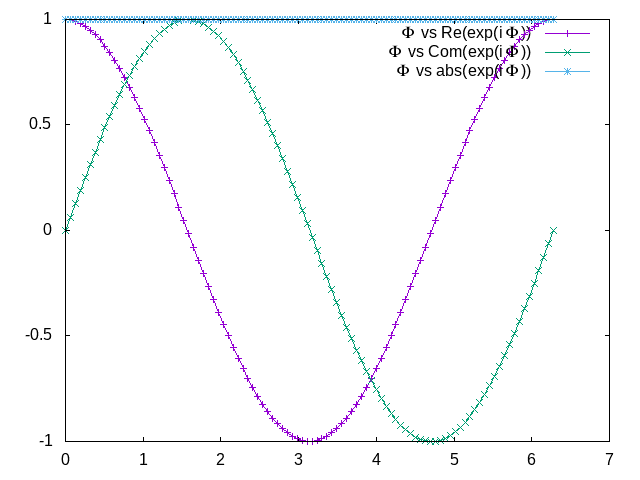 1
0.5
0
-0.5
-1
Φ vs Re(exp(i Φ))
Φ vs Com(exp(i Φ))
Φ vs abs(exp(i Φ))
0 1 2 3 4 5 6 7